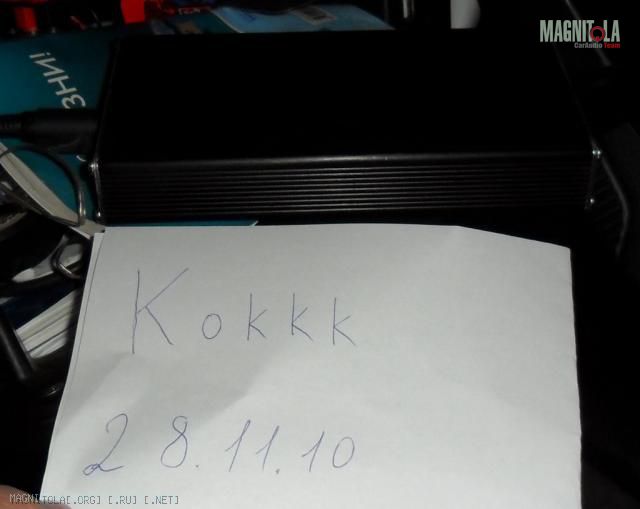 MAGNITOLA
CarAudio Team
ЗНИ!
Kokkk
28.11.10
MAGNITOLA[.ORG] [.RU] [.NET]